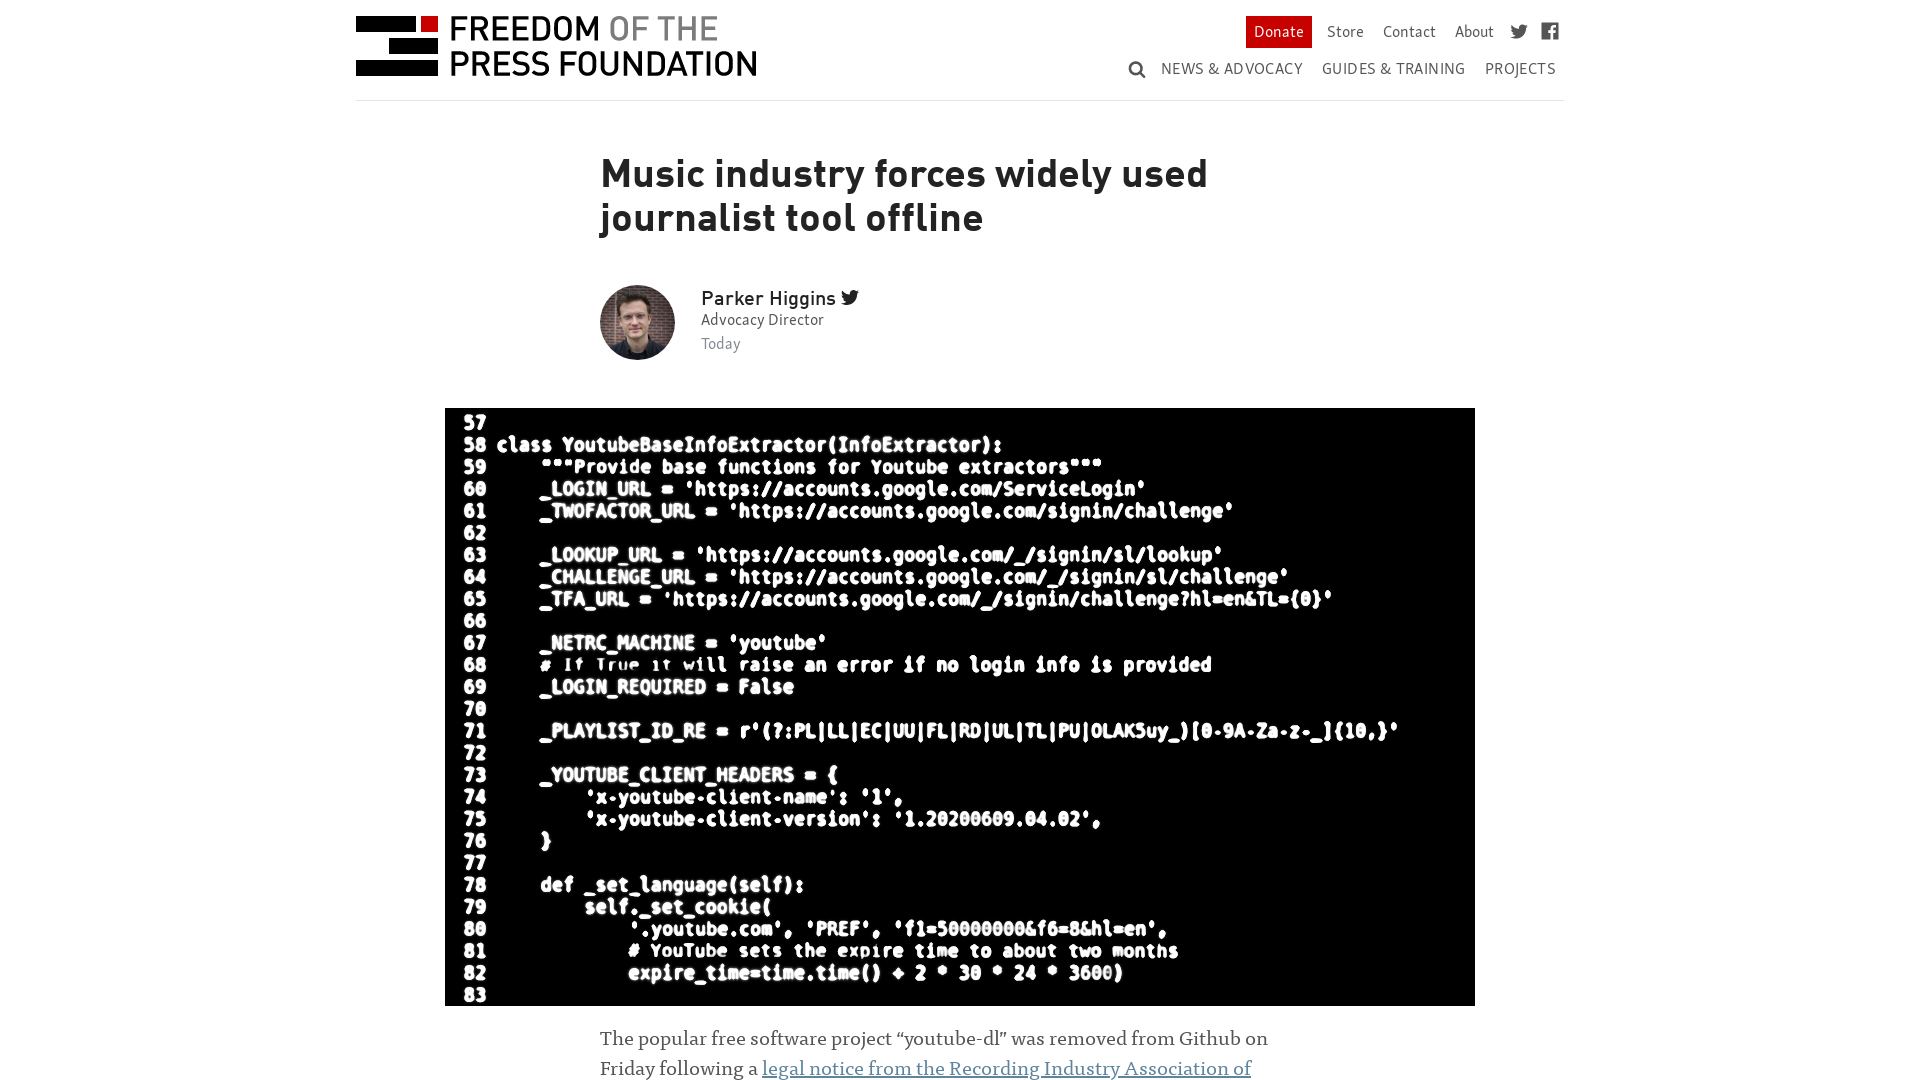 FREEDOM OF THE
PRESS FOUNDATION
Donate Store Contact About
NEWS & ADVOCACY GUIDES & TRAINING PROJECTS
Music industry forces widely used
journalist tool offline
Parker Higgins
Advocacy Director
Today
57
58 class YoutubeBaseInfoExtractor(InfoExtractor):
59     """Provide base functions for Youtube extractors"""
60     _LOGIN_URL = 'https://accounts.google.com/ServiceLogin'
61     _TWOFACTOR_URL = 'https://accounts.google.com/signin/challenge'
62
63     _LOOKUP_URL = 'https://accounts.google.com/_/signin/sl/lookup'
64     _CHALLENGE_URL = 'https://accounts.google.com/_/signin/sl/challenge'
65     _TFA_URL = 'https://accounts.google.com/_/signin/challenge?hl=en&TL={0}'
66
67     _NETRC_MACHINE = 'youtube'
68     # If True it will raise an error if no login info is provided
69     _LOGIN_REQUIRED = False
70
71     _PLAYLIST_ID_RE = r'(?:PL|LL|EC|UU|FL|RD|UL|TL|PU|OLAK5uy_)[0-9A-Za-z-_]{10,}'
72
73     _YOUTUBE_CLIENT_HEADERS = {
74         'x-youtube-client-name': '1',
75         'x-youtube-client-version': '1.20200609.04.02',
76     }
77
78     def _set_language(self):
79         self._set_cookie(
80             '.youtube.com', 'PREF', 'f1=50000000&f6=8&hl=en',
81             # YouTube sets the expire time to about two months
82             expire_time=time.time() + 2 * 30 * 24 * 3600)
83
The popular free software project “youtube-dl” was removed from Github on
Friday following a legal notice from the Recording Industry Association of